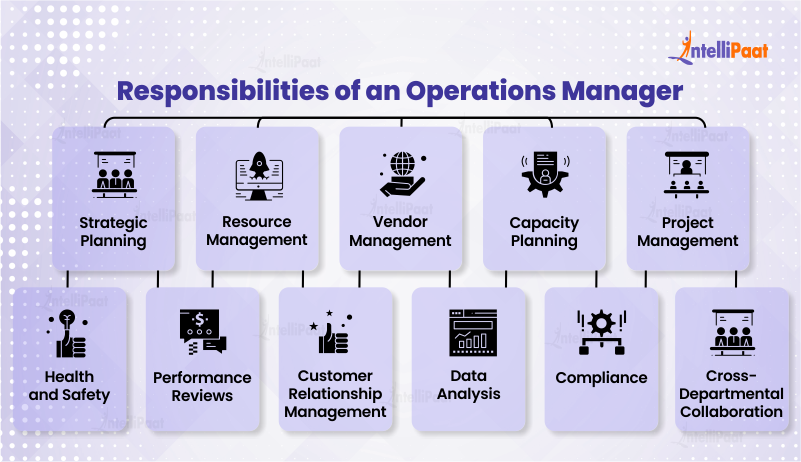 IntelliPaat
Responsibilities of an Operations Manager
Strategic
Planning
Resource
Management
Vendor
Management
Capacity
Planning
Project
Management
Health
and Safety
Performance
Reviews
Customer
Relationship
Management
Data
Analysis
Compliance
Cross-
Departmental
Collaboration